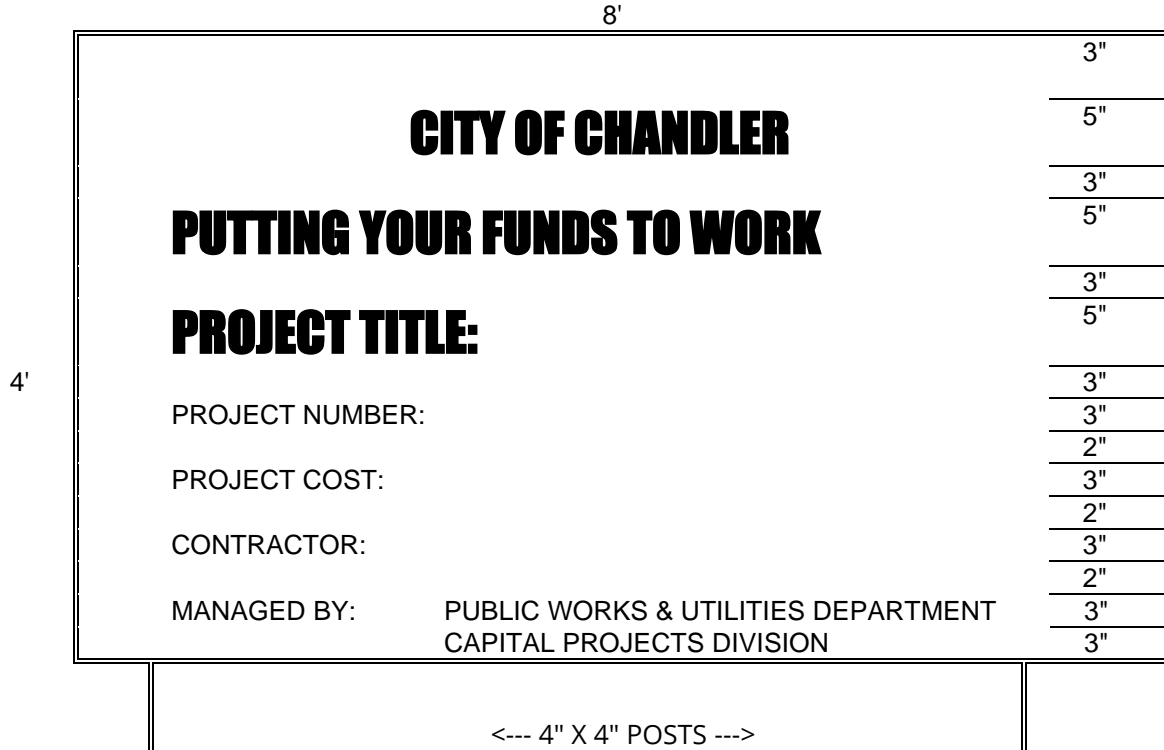 8'
3"
CITY OF CHANDLER 5"
3"
PUTTING YOUR FUNDS TO WORK 5"
3"
PROJECT TITLE: 5"
4' 3"
PROJECT NUMBER: 3"
2"
PROJECT COST: 3"
2"
CONTRACTOR: 3"
2"
MANAGED BY: PUBLIC WORKS & UTILITIES DEPARTMENT 3"
CAPITAL PROJECTS DIVISION 3"
<--- 4" X 4" POSTS --->